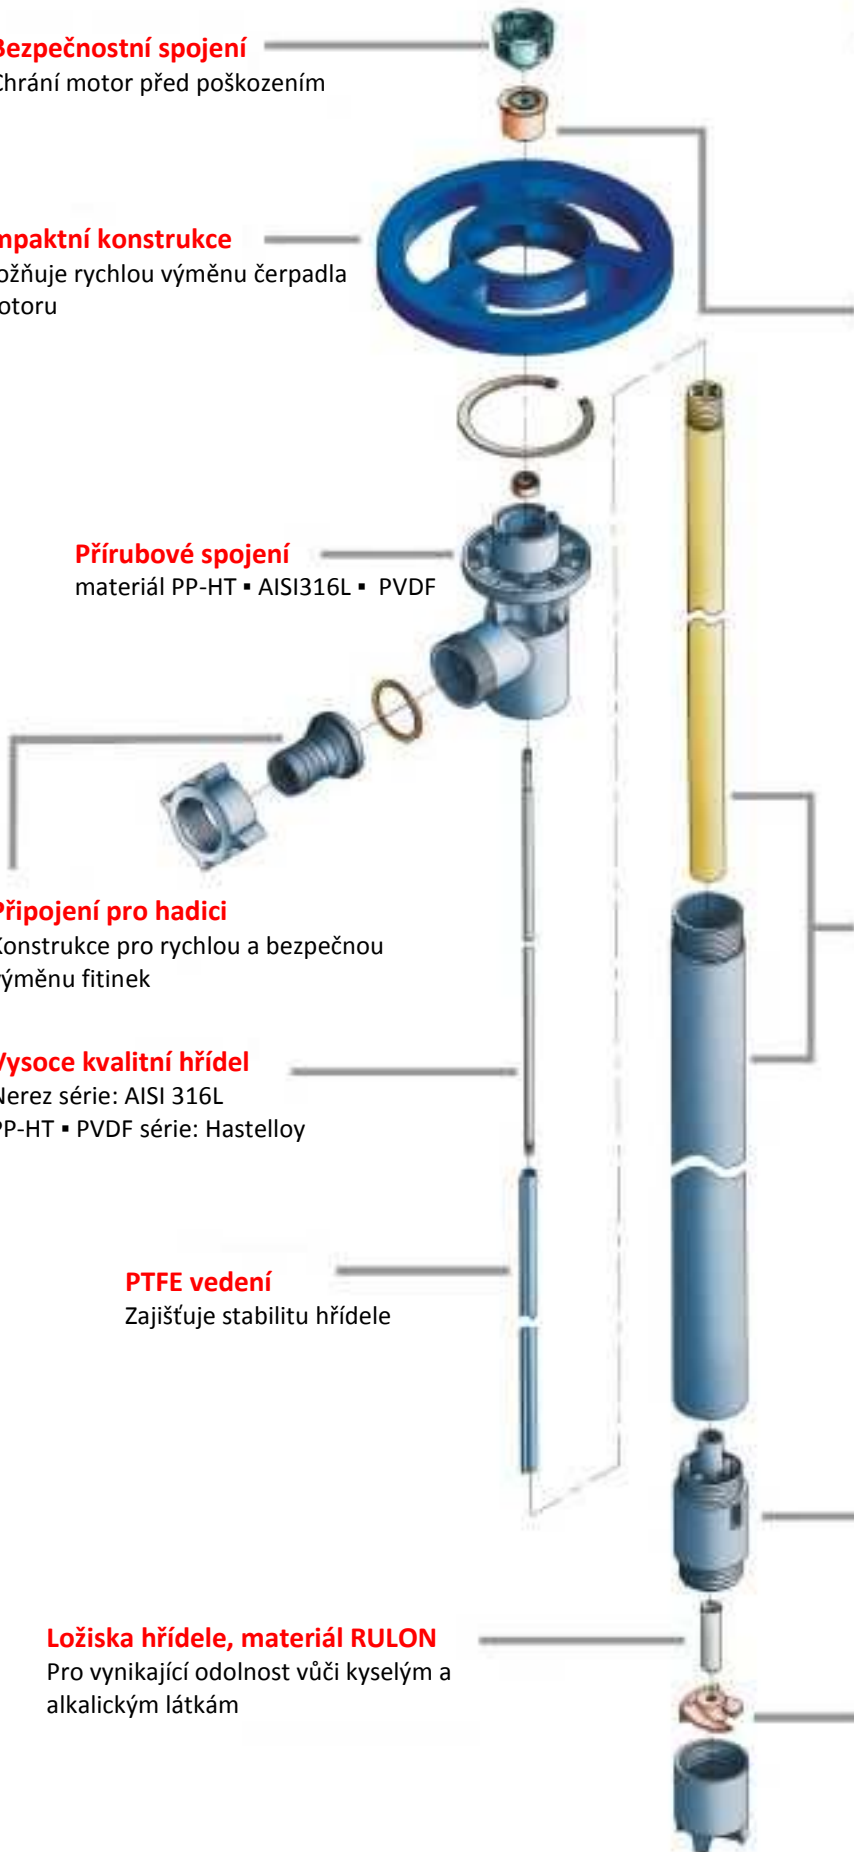 Bezpečnostní spojení
Chrání motor před poškozením
mpaktní konstrukce
ožňuje rychlou výměnu čerpadla
otoru
Přírubové spojení
materiál PP-HT ▪ AISI316L ▪ PVDF
Připojení pro hadici
Konstrukce pro rychlou a bezpečnou
výměnu fitinek
Vysoce kvalitní hřídel
Nerez série: AISI 316L
PP-HT ▪ PVDF série: Hastelloy
PTFE vedení
Zajišťuje stabilitu hřídele
Ložiska hřídele, materiál RULON
Pro vynikající odolnost vůči kyselým a
alkalickým látkám